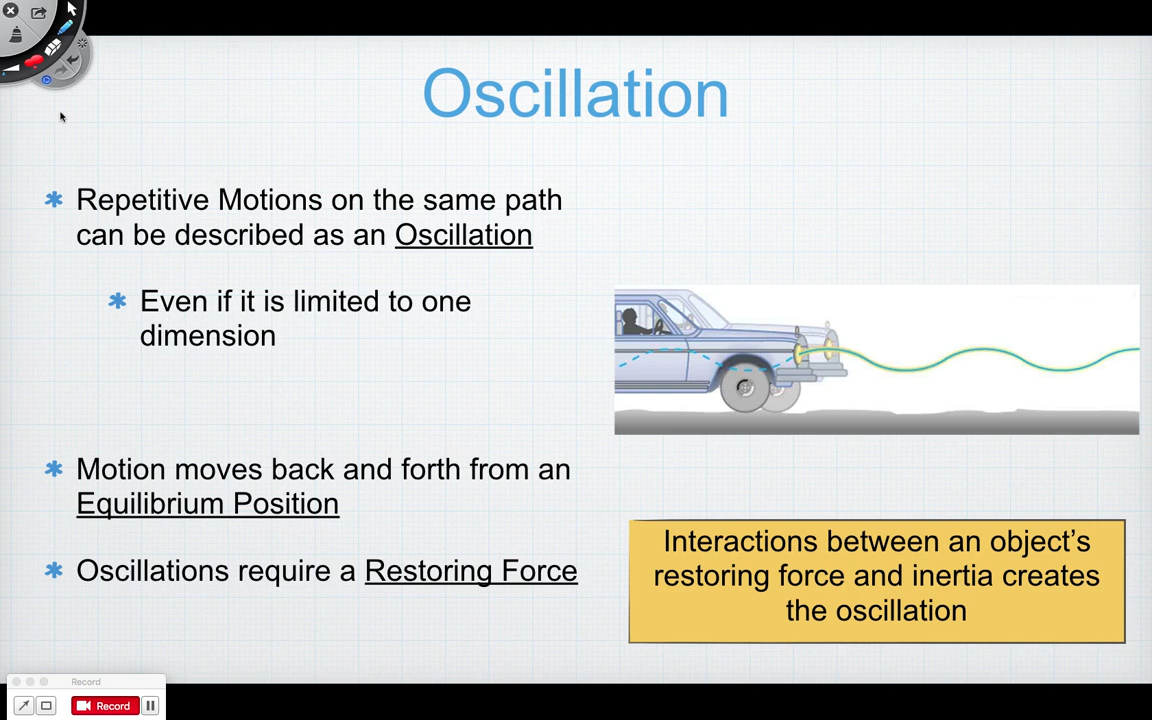 Oscillation
Repetitive Motions on the same path
can be described as an Oscillation
Even if it is limited to one
dimension
Motion moves back and forth from an
Equilibrium Position
Oscillations require a Restoring Force
Interactions between an object's
restoring force and inertia creates
the oscillation
Record
Record